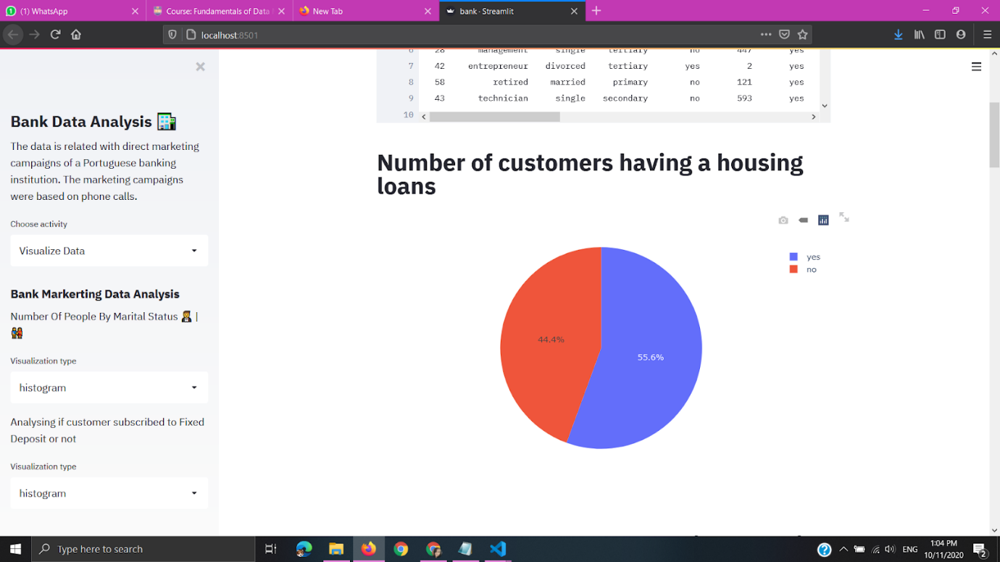 (1) WhatsApp
Course: Fundamentals of Data
New Tab
bank · Streamlit
localhost:8501
6 28 management single tertiary no 447 yes
7 42 entrepreneur divorced tertiary yes 2 yes
8 58 retired married primary no 121 yes
9 43 technician single secondary no 593 yes
10
Bank Data Analysis
The data is related with direct marketing
campaigns of a Portuguese banking
institution. The marketing campaigns
were based on phone calls.
Choose activity
Visualize Data
Bank Markerting Data Analysis
Number Of People By Marital Status |
Visualization type
histogram
Analysing if customer subscribed to Fixed
Deposit or not
Visualization type
histogram
Number of customers having a housing
loans
yes
no
44.4%
55.6%
Type here to search
ENG
1:04 PM
10/11/2020
2